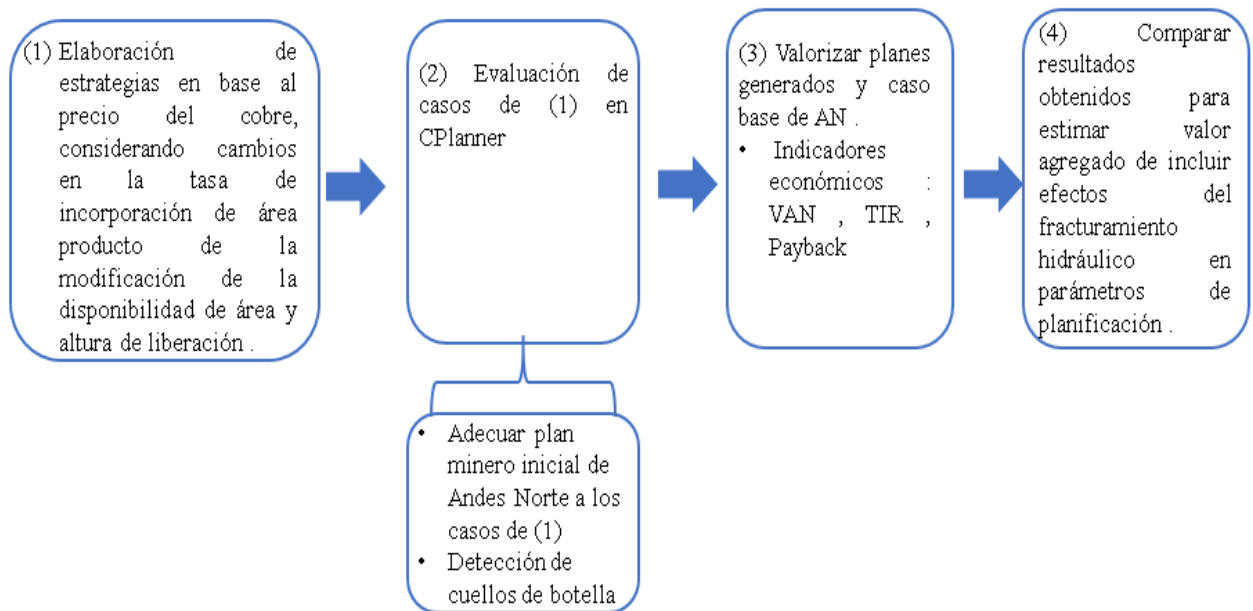 (1) Elaboración de
estrategias en base al
precio del cobre,
considerando cambios
en la tasa de
incorporación de área
producto de la
modificación de la
disponibilidad de área y
altura de liberación .
(2) Evaluación de
casos de (1) en
CPlanner
• Adecuar plan
minero inicial de
Andes Norte a los
casos de (1)
• Detección de
cuellos de botella
(3) Valorizar planes
generados y caso
base de AN .
• Indicadores
económicos :
VAN , TIR ,
Payback
(4) Comparar
resultados
obtenidos para
estimar valor
agregado de incluir
efectos del
fracturamiento
hidráulico en
parámetros de
planificación .